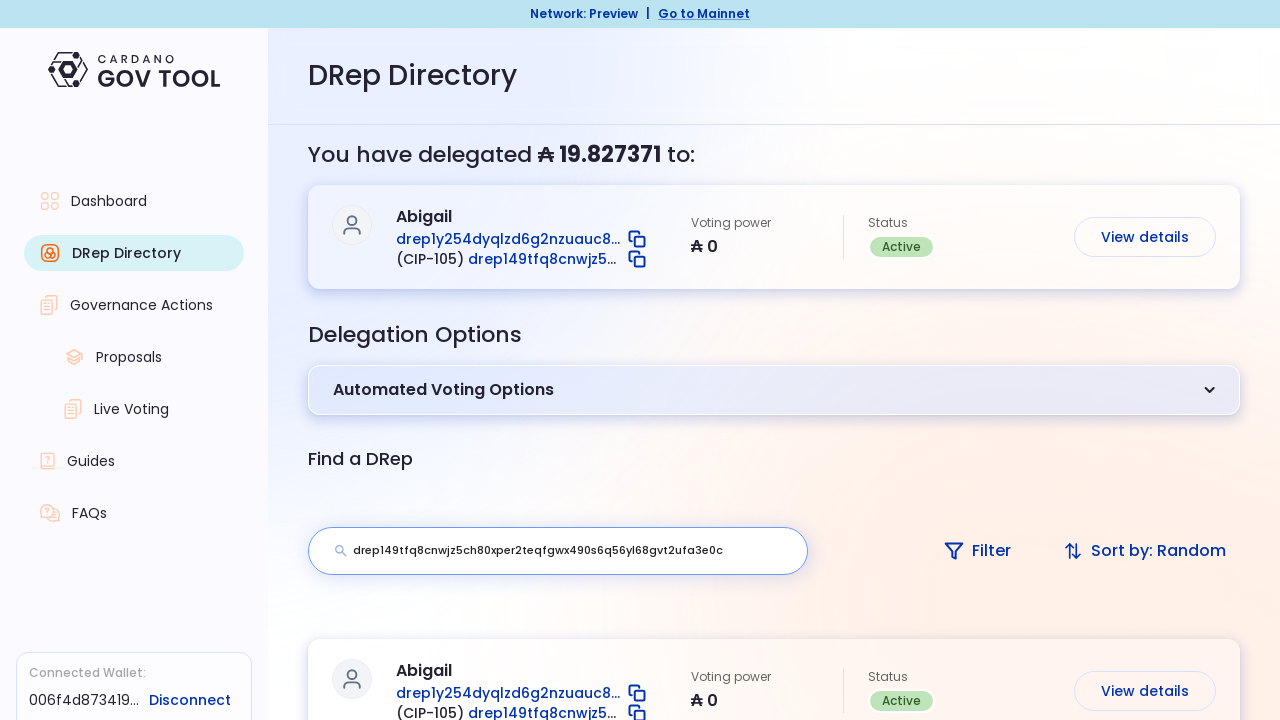 Network: Preview | Go to Mainnet
CARDANO
GOV TOOL
DRep Directory
Dashboard
DRep Directory
Governance Actions
Proposals
Live Voting
Guides
FAQs
Connected Wallet:
006f4d873419... Disconnect
You have delegated ₳ 19.827371 to:
Abigail
drep1y254dyqlzd6g2nzuauc8...
(CIP-105) drep149tfq8cnwjz5...
Voting power
₳ 0
Status
Active
View details
Delegation Options
Automated Voting Options
Find a DRep
drep149tfq8cnwjz5ch80xper2teqfgwx490s6q56yl68gvt2ufa3e0c
Filter
Sort by: Random
Abigail
drep1y254dyqlzd6g2nzuauc8...
(CIP-105) drep149tfq8cnwjz5...
Voting power
₳ 0
Status
Active
View details